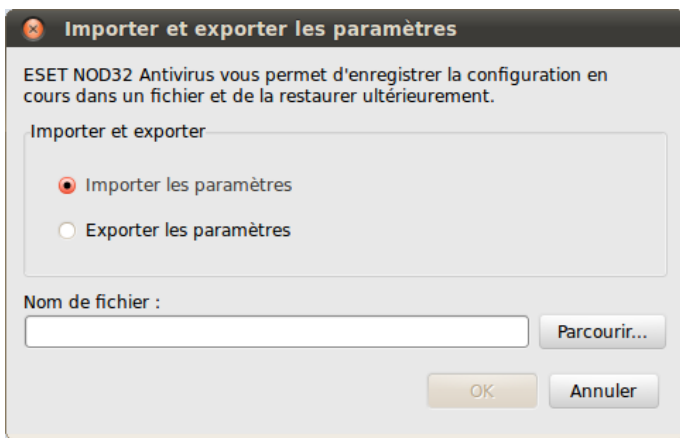 Importer et exporter les paramètres
ESET NOD32 Antivirus vous permet d'enregistrer la configuration en
cours dans un fichier et de la restaurer ultérieurement.
Importer et exporter
Importer les paramètres
Exporter les paramètres
Nom de fichier :
Parcourir...
OK
Annuler